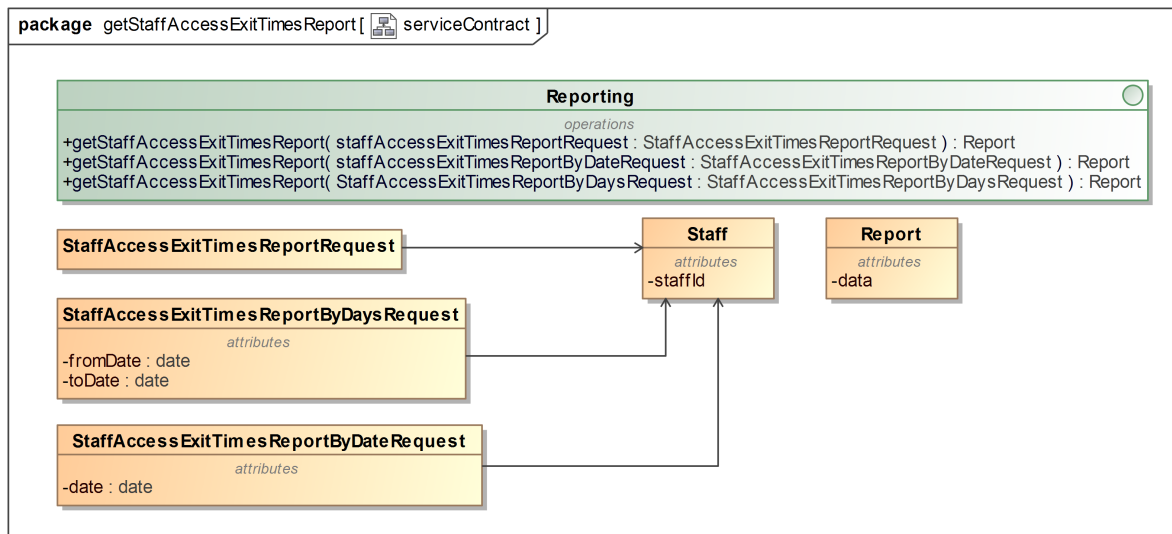 package getStaffAccessExitTimesReport [ serviceContract ]
Reporting
operations
+getStaffAccessExitTimesReport( staffAccessExitTimesReportRequest : StaffAccessExitTimesReportRequest ) : Report
+getStaffAccessExitTimesReport( staffAccessExitTimesReportByDateRequest : StaffAccessExitTimesReportByDateRequest ) : Report
+getStaffAccessExitTimesReport( StaffAccessExitTimesReportByDaysRequest : StaffAccessExitTimesReportByDaysRequest ) : Report
StaffAccessExitTimesReportRequest
Staff
attributes
-staffId
Report
attributes
-data
StaffAccessExitTimesReportByDaysRequest
attributes
-fromDate : date
-toDate : date
StaffAccessExitTimesReportByDateRequest
attributes
-date : date